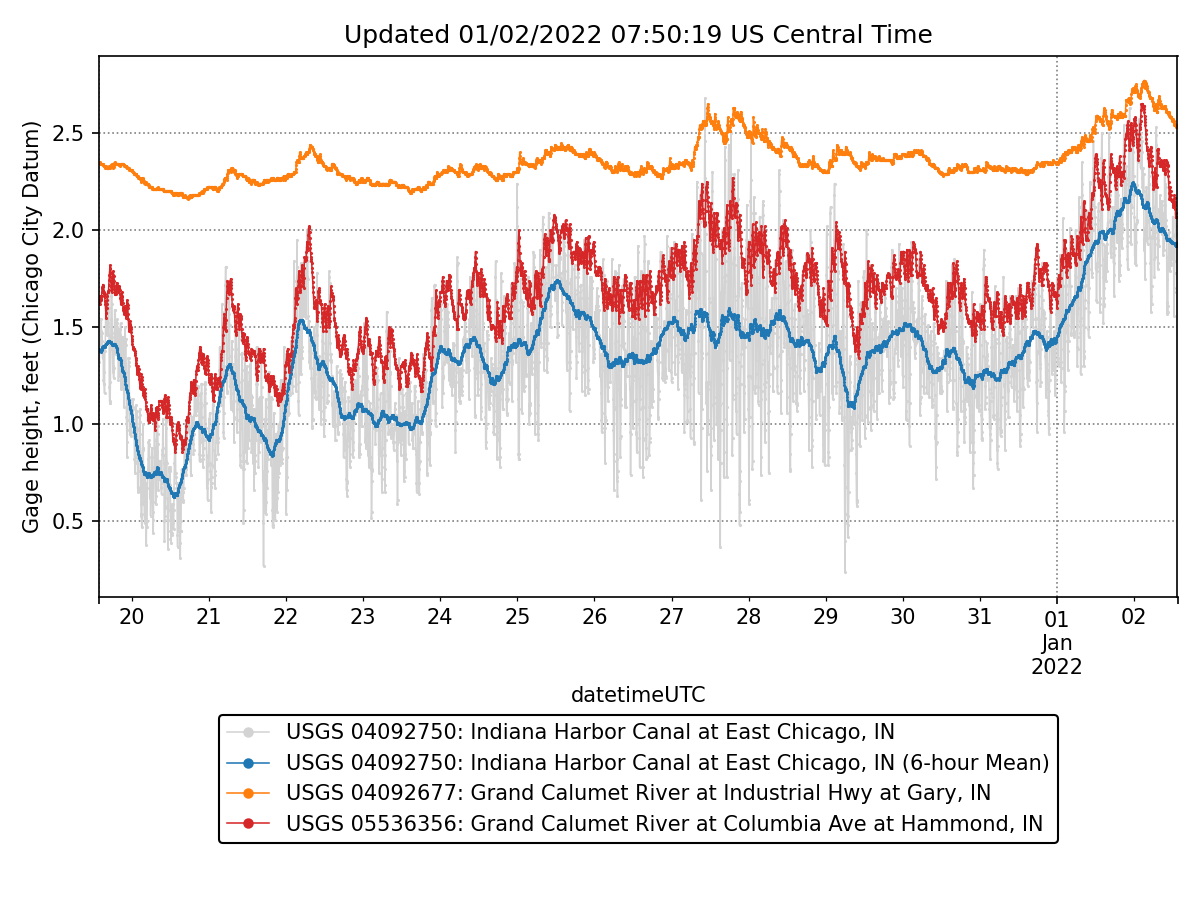 Updated 01/02/2022 07:50:19 US Central Time
Gage height, feet (Chicago City Datum)
2.5
2.0
1.5
1.0
0.5
20 21 22 23 24 25 26 27 28 29 30 31 01 02
Jan
2022
datetimeUTC
USGS 04092750: Indiana Harbor Canal at East Chicago, IN
USGS 04092750: Indiana Harbor Canal at East Chicago, IN (6-hour Mean)
USGS 04092677: Grand Calumet River at Industrial Hwy at Gary, IN
USGS 05536356: Grand Calumet River at Columbia Ave at Hammond, IN